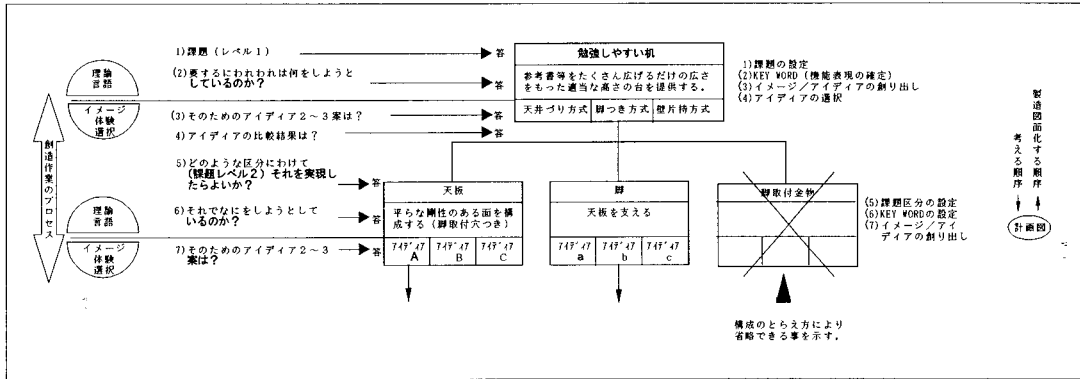 1)課題(レベル1)
答
勉強しやすい机
理論
言語
(2)要するにわれわれは何をしようと
しているのか?
答
参考書等をたくさん広げるだけの広さ
をもった適当な高さの台を提供する。
1)課題の設定
(2)KEY WORD(機能表現の確定)
(3)イメージ/アイディアの創り出し
(4)アイディアの選択
イメージ
体験
選択
(3)そのためのアイディア2~3案は?
答
天井づり方式
脚つき方式
壁片持方式
4)アイディアの比較結果は?
答
創造作業のプロセス
5)どのような区分にわけて
(課題レベル2)それを実現し
たらよいか?
答
天板
脚
脚取付金物
理論
言語
6)それでなにをしようとして
いるのか?
答
平らな剛性のある面を構
成する(脚取付穴つき)
天板を支える
(5)課題区分の設定
(6)KEY WORDの設定
(7)イメージ/アイ
ディアの創り出し
イメージ
体験
選択
7)そのためのアイディア2~3
案は?
答
アイディア
A
アイディア
B
アイディア
C
アイディア
a
アイディア
b
アイディア
c
構成のとらえ方により
省略できる事を示す。
製造図面化する順序
考える順序
計画図